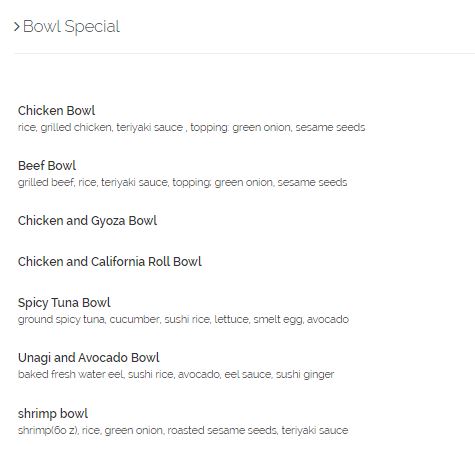 Bowl Special
Chicken Bowl
rice, grilled chicken, teriyaki sauce , topping: green onion, sesame seeds
Beef Bowl
grilled beef, rice, teriyaki sauce, topping: green onion, sesame seeds
Chicken and Gyoza Bowl
Chicken and California Roll Bowl
Spicy Tuna Bowl
ground spicy tuna, cucumber, sushi rice, lettuce, smelt egg, avocado
Unagi and Avocado Bowl
baked fresh water eel, sushi rice, avocado, eel sauce, sushi ginger
shrimp bowl
shrimp(6o z), rice, green onion, roasted sesame seeds, teriyaki sauce